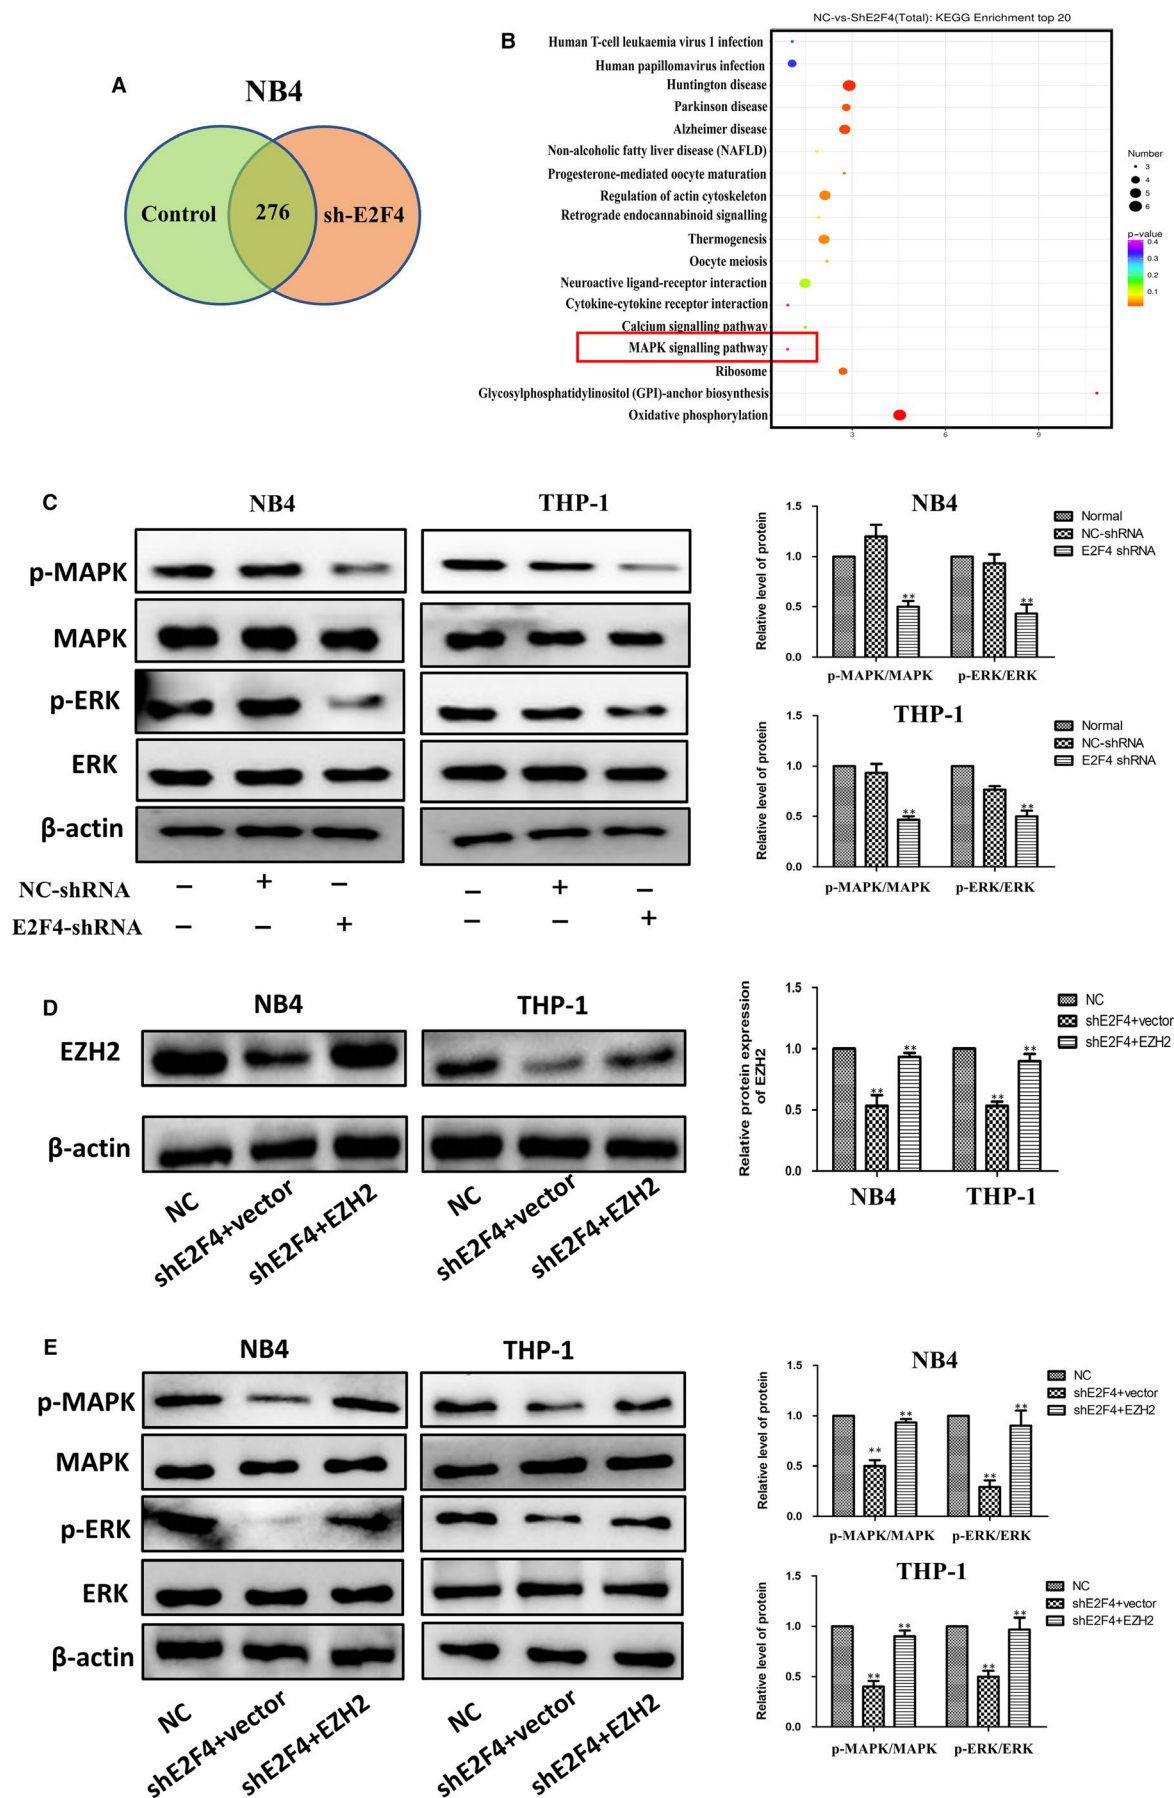 A
NB4
Control
276
sh-E2F4
B
NC-vs-ShE2F4(Total): KEGG Enrichment top 20
Human T-cell leukaemia virus 1 infection
Human papillomavirus infection
Huntington disease
Parkinson disease
Alzheimer disease
Non-alcoholic fatty liver disease (NAFLD)
Progesterone-mediated oocyte maturation
Regulation of actin cytoskeleton
Retrograde endocannabinoid signalling
Thermogenesis
Oocyte meiosis
Neuroactive ligand-receptor interaction
Cytokine-cytokine receptor interaction
Calcium signalling pathway
MAPK signalling pathway
Ribosome
Glycosylphosphatidylinositol (GPI)-anchor biosynthesis
Oxidative phosphorylation
3 6 9
Number
3
4
5
6
p-value
0.4
0.3
0.2
0.1
C
NB4 THP-1
p-MAPK
MAPK
p-ERK
ERK
β-actin
NC-shRNA − + − − + −
E2F4-shRNA − − + − − +
NB4
Relative level of protein
1.5
1.0
0.5
0.0
** **
p-MAPK/MAPK p-ERK/ERK
Normal
NC-shRNA
E2F4 shRNA
THP-1
Relative level of protein
1.5
1.0
0.5
0.0
** **
p-MAPK/MAPK p-ERK/ERK
Normal
NC-shRNA
E2F4 shRNA
D
NB4 THP-1
EZH2
β-actin
NC shE2F4+vector shE2F4+EZH2 NC shE2F4+vector shE2F4+EZH2
Relative protein expression
of EZH2
1.5
1.0
0.5
0.0
** ** ** **
NB4 THP-1
NC
shE2F4+vector
shE2F4+EZH2
E
NB4 THP-1
p-MAPK
MAPK
p-ERK
ERK
β-actin
NC shE2F4+vector shE2F4+EZH2 NC shE2F4+vector shE2F4+EZH2
NB4
Relative level of protein
1.5
1.0
0.5
0.0
** ** ** **
p-MAPK/MAPK p-ERK/ERK
NC
shE2F4+vector
shE2F4+EZH2
THP-1
Relative level of protein
1.5
1.0
0.5
0.0
** ** ** **
p-MAPK/MAPK p-ERK/ERK
NC
shE2F4+vector
shE2F4+EZH2